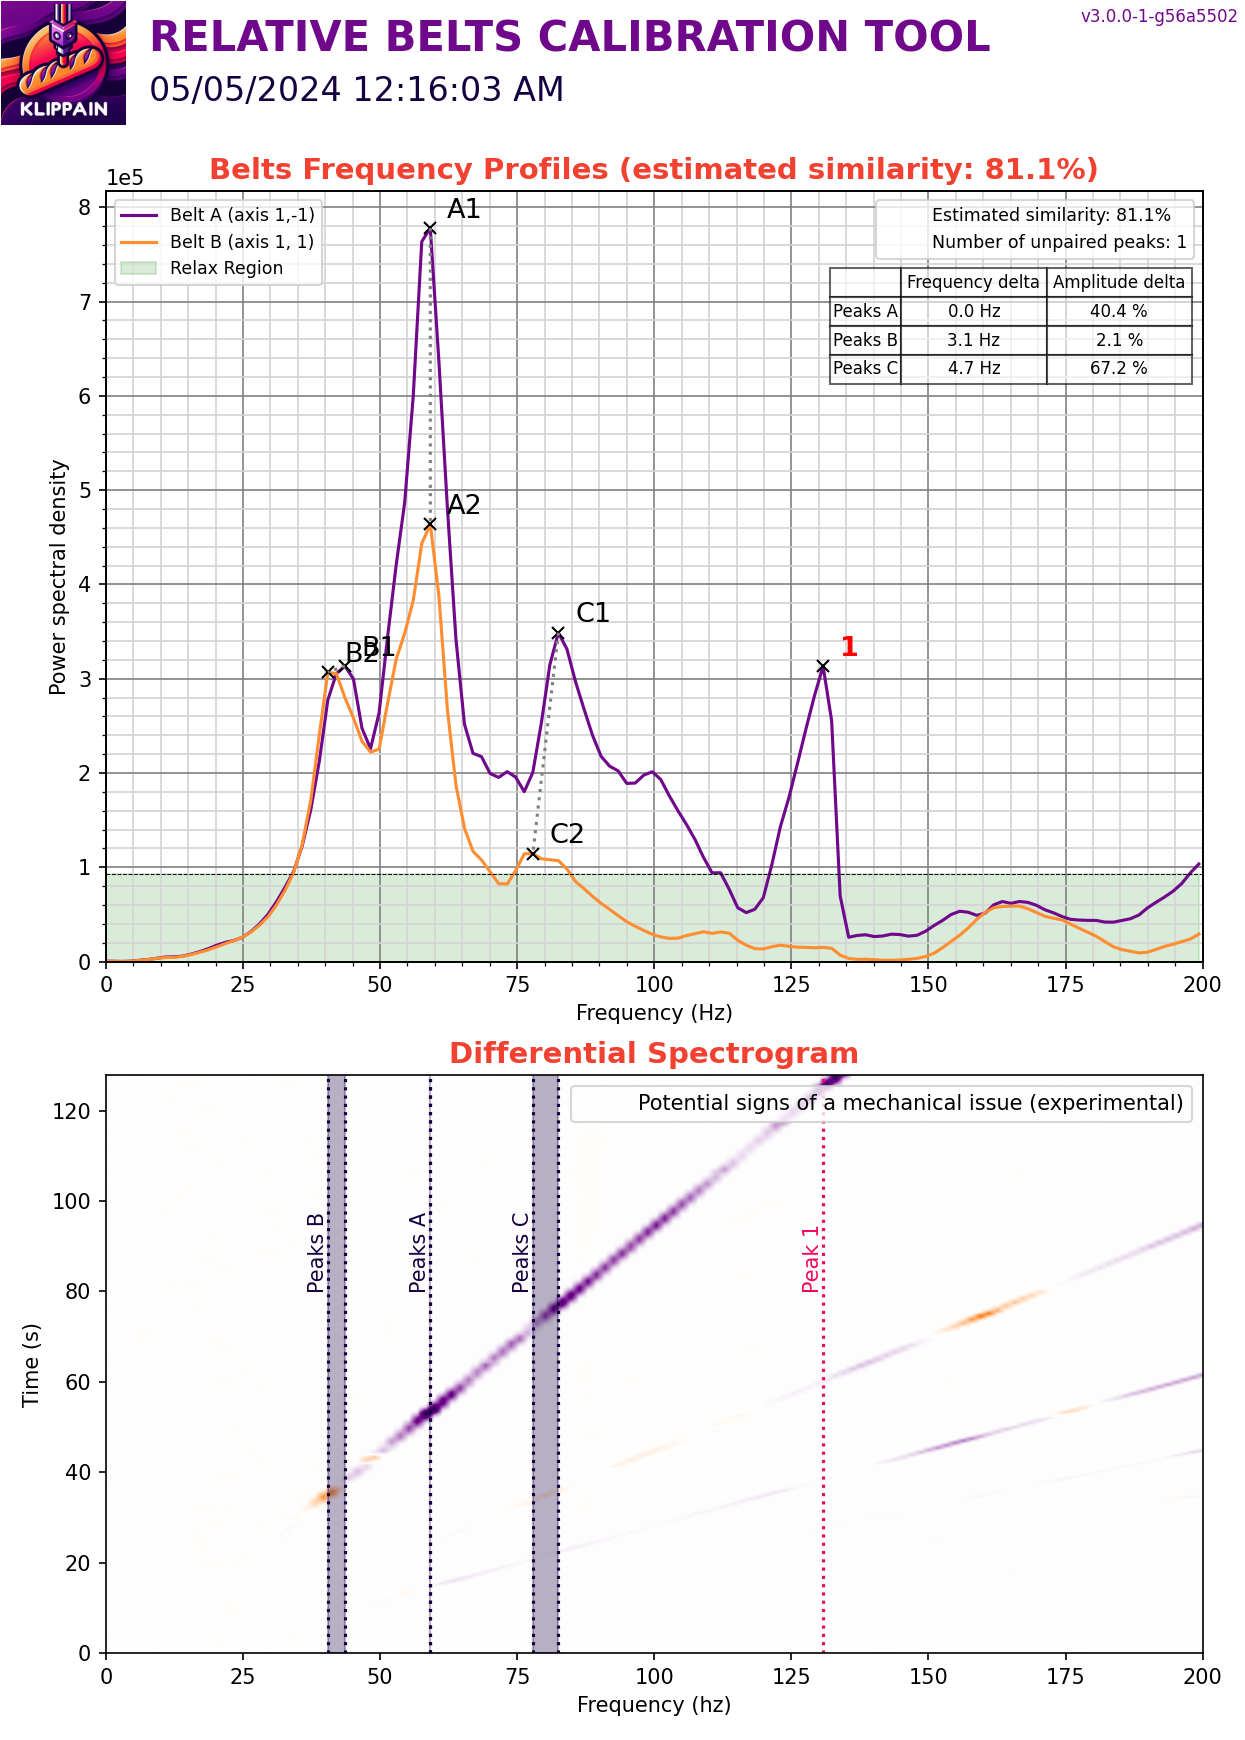 v3.0.0-1-g56a5502
RELATIVE BELTS CALIBRATION TOOL
05/05/2024 12:16:03 AM
KLIPPAIN
Belts Frequency Profiles (estimated similarity: 81.1%)
1e5
Belt A (axis 1,-1)
Belt B (axis 1, 1)
Relax Region
Estimated similarity: 81.1%
Number of unpaired peaks: 1
Frequency delta Amplitude delta
Peaks A 0.0 Hz 40.4 %
Peaks B 3.1 Hz 2.1 %
Peaks C 4.7 Hz 67.2 %
A1
A2
B2
B1
C1
C2
1
8
7
6
5
4
3
2
1
0
Power spectral density
0 25 50 75 100 125 150 175 200
Frequency (Hz)
Differential Spectrogram
Potential signs of a mechanical issue (experimental)
Peaks B
Peaks A
Peaks C
Peak 1
120
100
80
60
40
20
0
Time (s)
0 25 50 75 100 125 150 175 200
Frequency (hz)